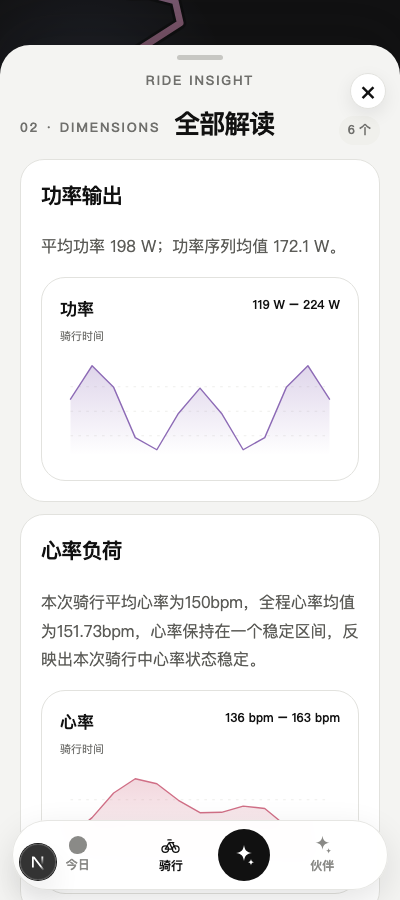 RIDE INSIGHT
02 · DIMENSIONS 全部解读
6 个
功率输出
平均功率 198 W；功率序列均值 172.1 W。
功率
119 W – 224 W
骑行时间
心率负荷
本次骑行平均心率为150bpm，全程心率均值
为151.73bpm，心率保持在一个稳定区间，反
映出本次骑行中心率状态稳定。
心率
136 bpm – 163 bpm
骑行时间
N
今日
骑行
伙伴